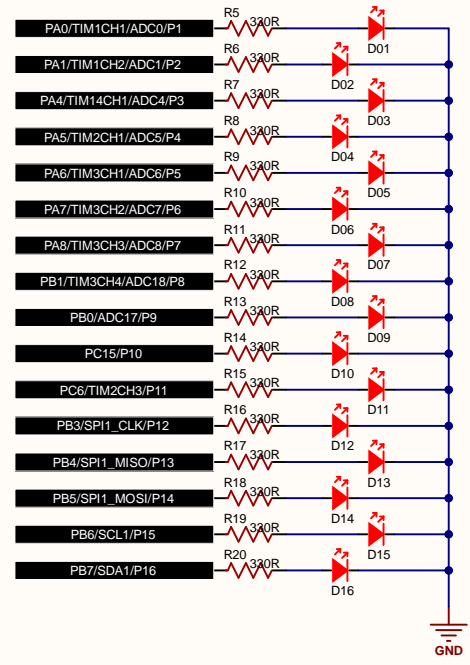 R5
PA0/TIM1CH1/ADC0/P1 330R
D01
R6
PA1/TIM1CH2/ADC1/P2 330R
D02
R7
PA4/TIM14CH1/ADC4/P3 330R
D03
R8
PA5/TIM2CH1/ADC5/P4 330R
D04
R9
PA6/TIM3CH1/ADC6/P5 330R
D05
R10
PA7/TIM3CH2/ADC7/P6 330R
D06
R11
PA8/TIM3CH3/ADC8/P7 330R
D07
R12
PB1/TIM3CH4/ADC18/P8 330R
D08
R13
PB0/ADC17/P9 330R
D09
R14
PC15/P10 330R
D10
R15
PC6/TIM2CH3/P11 330R
D11
R16
PB3/SPI1_CLK/P12 330R
D12
R17
PB4/SPI1_MISO/P13 330R
D13
R18
PB5/SPI1_MOSI/P14 330R
D14
R19
PB6/SCL1/P15 330R
D15
R20
PB7/SDA1/P16 330R
D16
GND